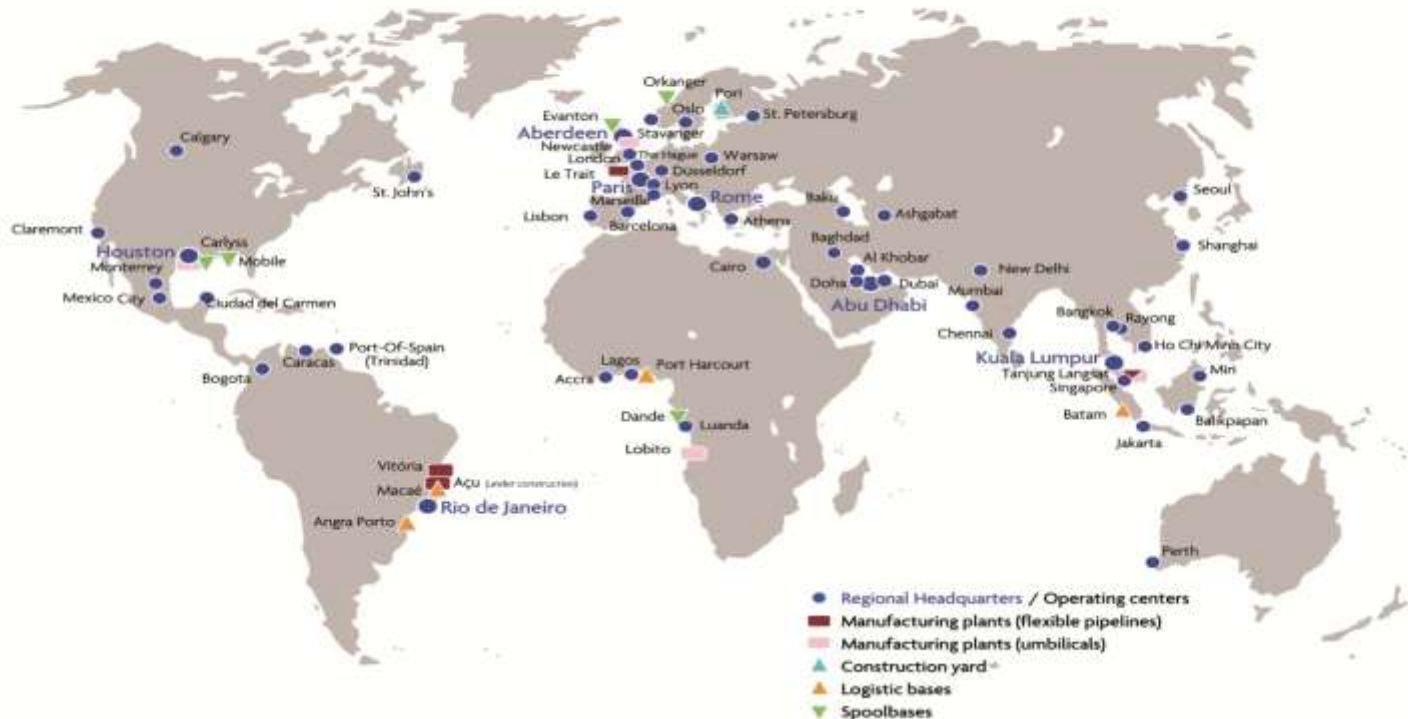 Orkanger
Pori
Evanton
Oslo
St. Petersburg
Aberdeen
Stavanger
Calgary
Newcastle
London
The Hague
Warsaw
Le Trait
Düsseldorf
St. John's
Paris
Lyon
Seoul
Marseille
Rome
Baku
Lisbon
Barcelona
Athens
Ashgabat
Claremont
Houston
Carlyss
Baghdad
Shanghai
Monterrey
Mobile
Cairo
Al Khobar
New Delhi
Mexico City
Ciudad del Carmen
Doha
Dubai
Abu Dhabi
Mumbai
Bangkok
Rayong
Chennai
Ho Chi Minh City
Port-Of-Spain
(Trinidad)
Caracas
Bogota
Lagos
Port Harcourt
Accra
Kuala Lumpur
Tanjung Langsat
Singapore
Miri
Dande
Luanda
Batam
Balikpapan
Jakarta
Lobito
Vitória
Açu (under construction)
Macaé
Rio de Janeiro
Angra Porto
Perth
Regional Headquarters / Operating centers
Manufacturing plants (flexible pipelines)
Manufacturing plants (umbilicals)
Construction yard
Logistic bases
Spoolbases